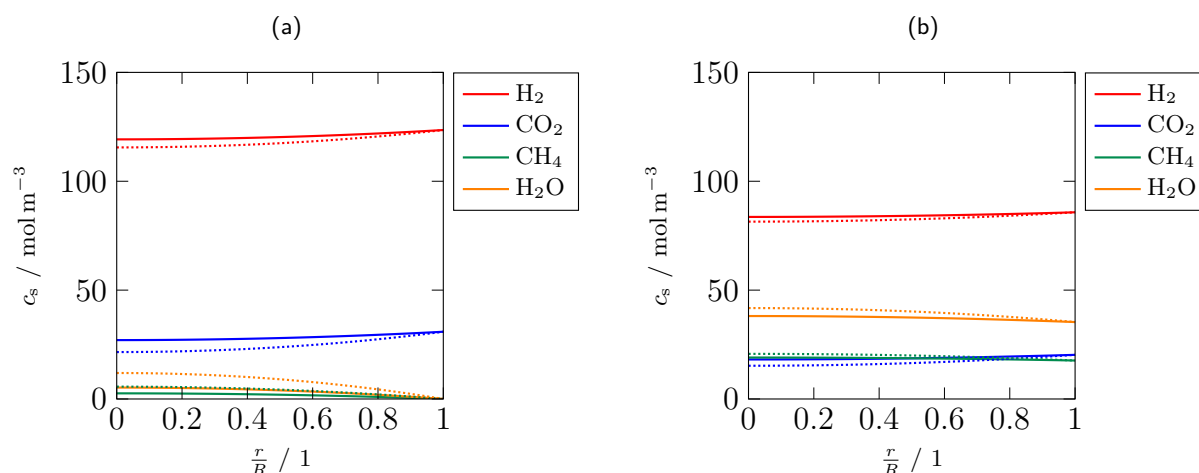 (a)
150
100
50
0
c_s / mol m⁻³
0 0.2 0.4 0.6 0.8 1
r/R / 1
H₂
CO₂
CH₄
H₂O
(b)
150
100
50
0
c_s / mol m⁻³
0 0.2 0.4 0.6 0.8 1
r/R / 1
H₂
CO₂
CH₄
H₂O